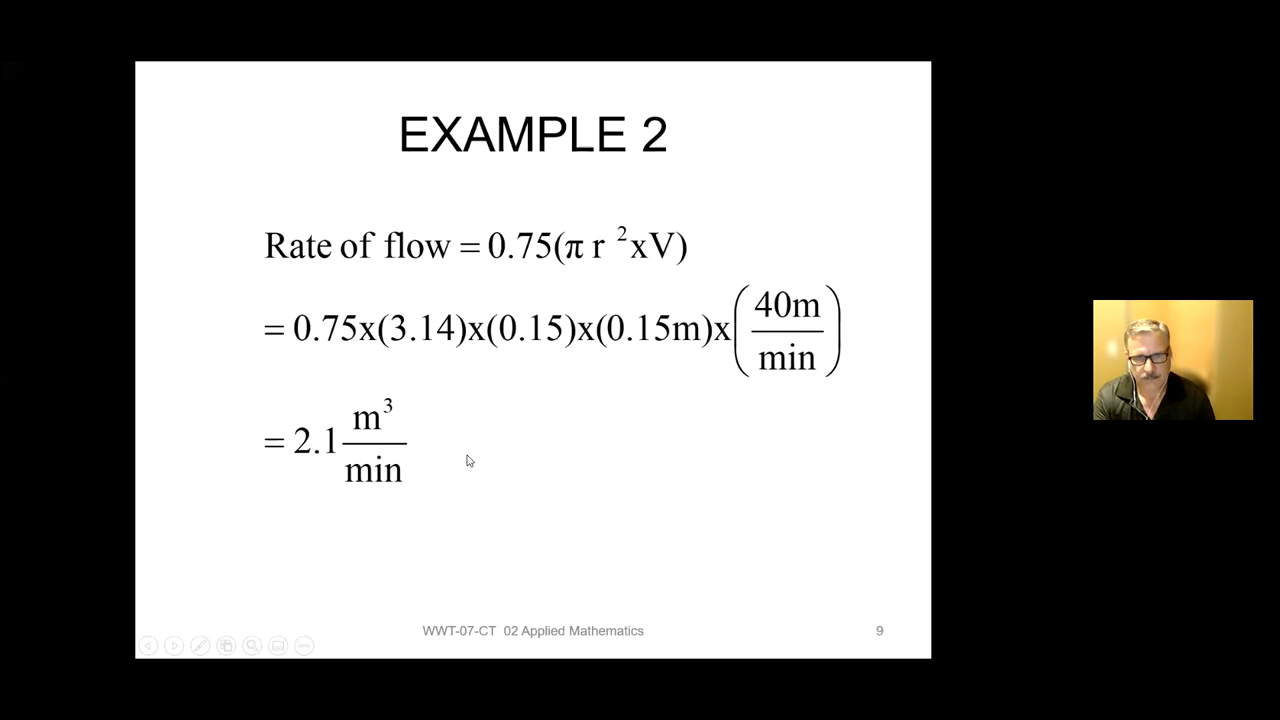 EXAMPLE 2
Rate of flow = 0.75(π r ²xV)
= 0.75x(3.14)x(0.15)x(0.15m)x(40m/min)
= 2.1 m³/min
WWT-07-CT 02 Applied Mathematics
9